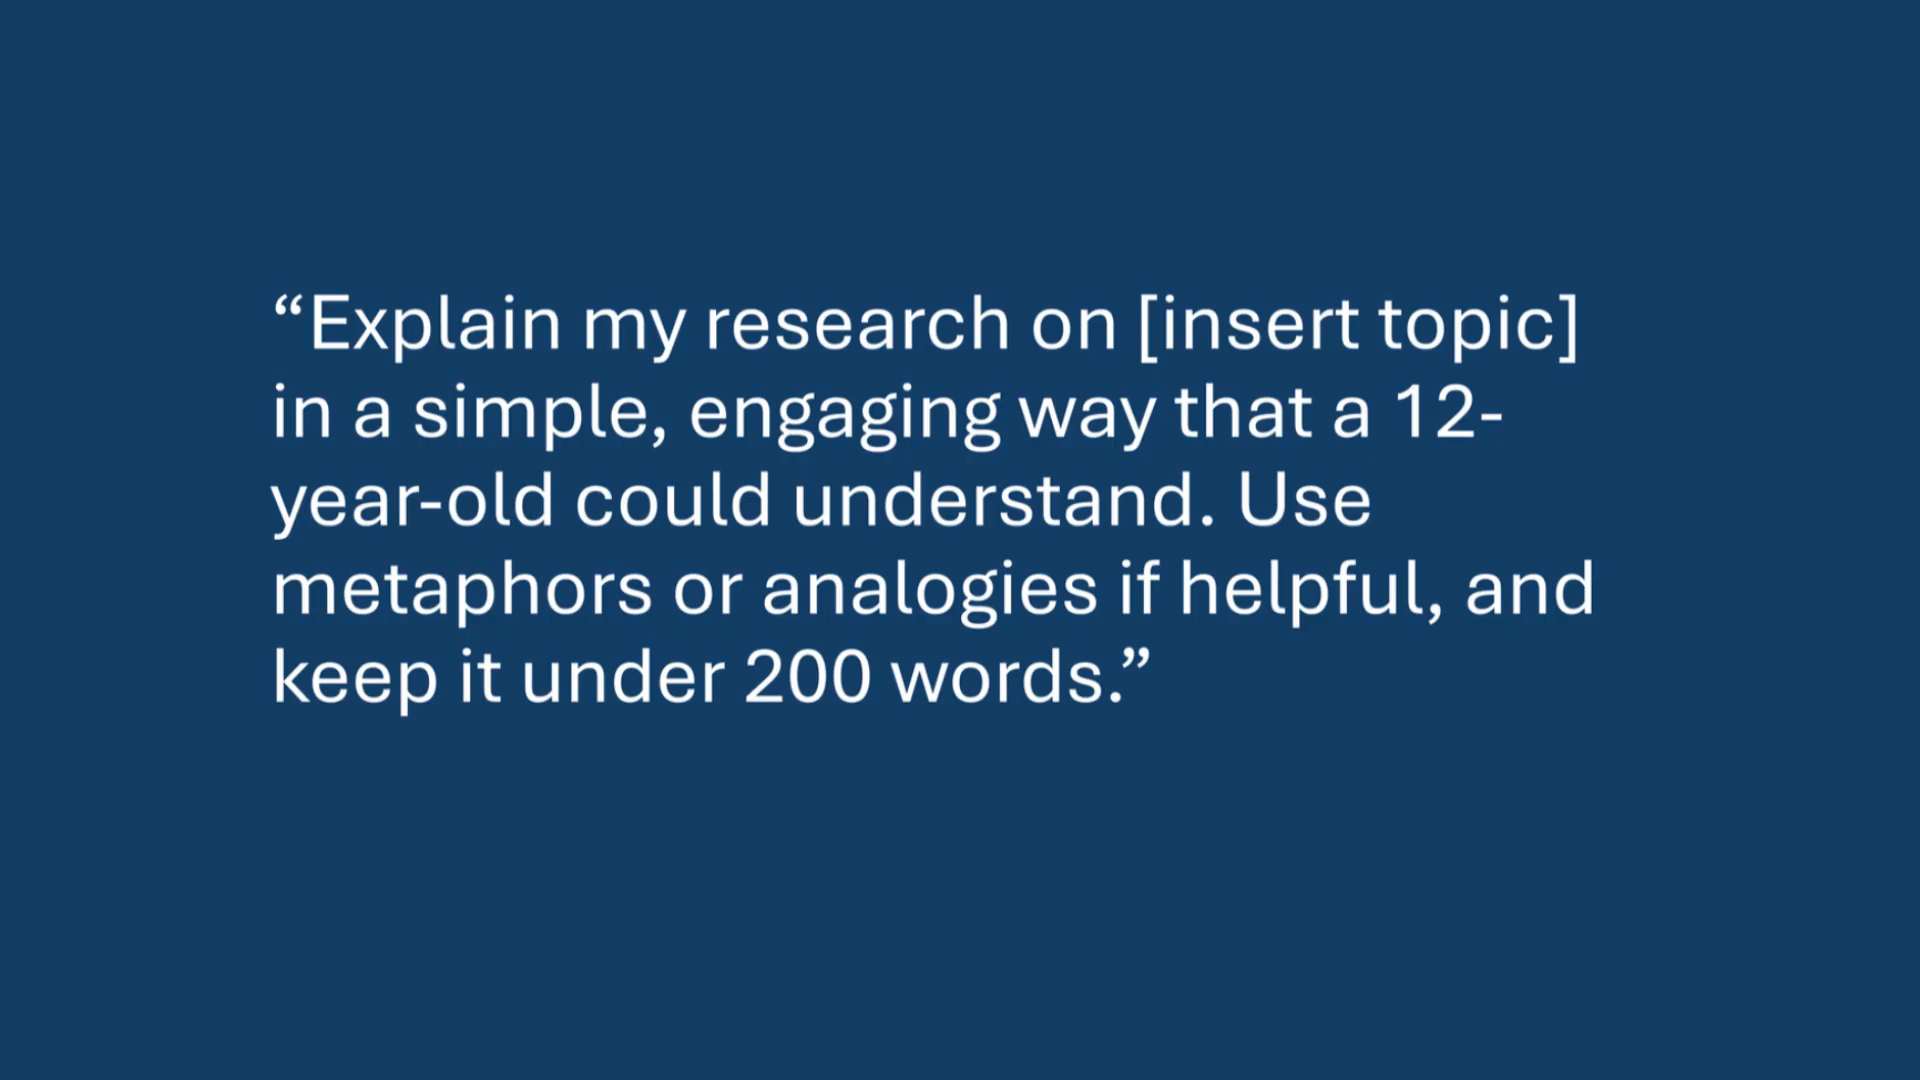 “Explain my research on [insert topic]
in a simple, engaging way that a 12-
year-old could understand. Use
metaphors or analogies if helpful, and
keep it under 200 words.”